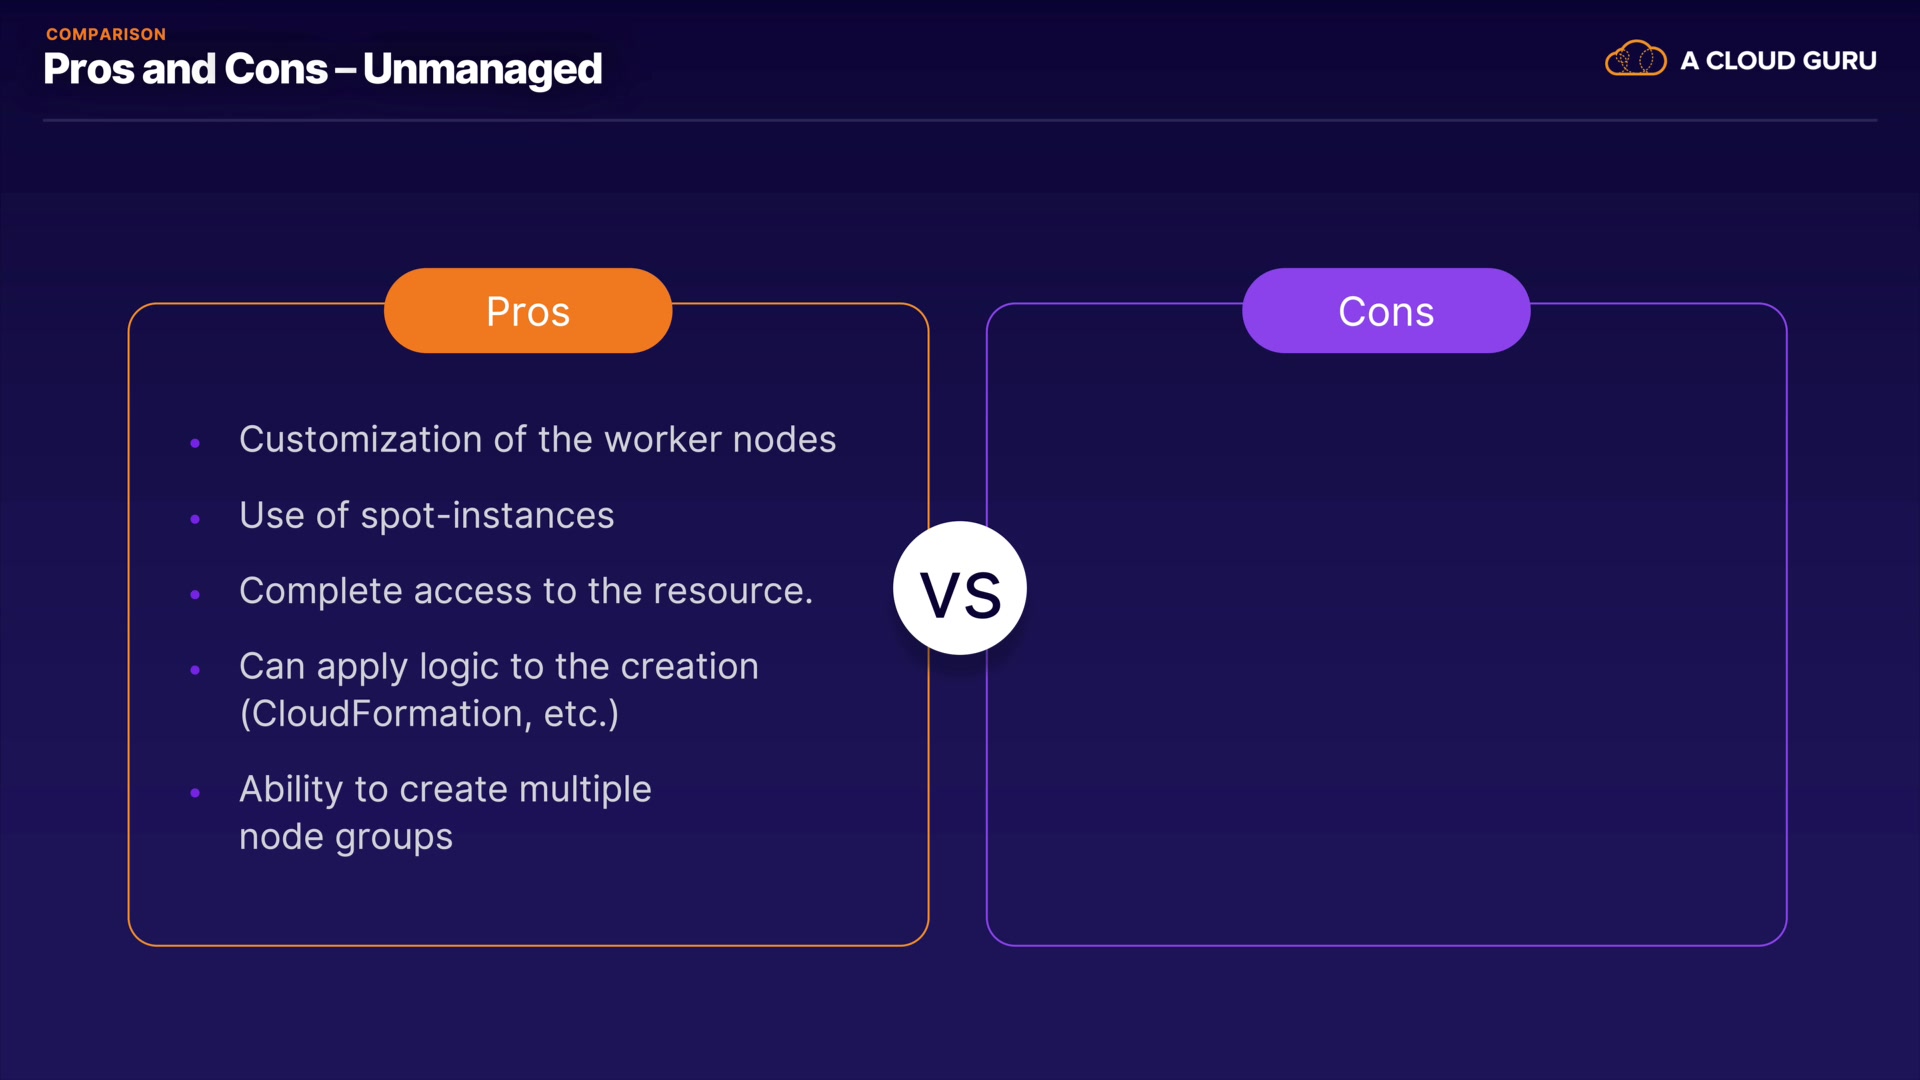 COMPARISON
Pros and Cons – Unmanaged
A CLOUD GURU
Pros
• Customization of the worker nodes
• Use of spot-instances
• Complete access to the resource.
• Can apply logic to the creation
(CloudFormation, etc.)
• Ability to create multiple
node groups
vs
Cons